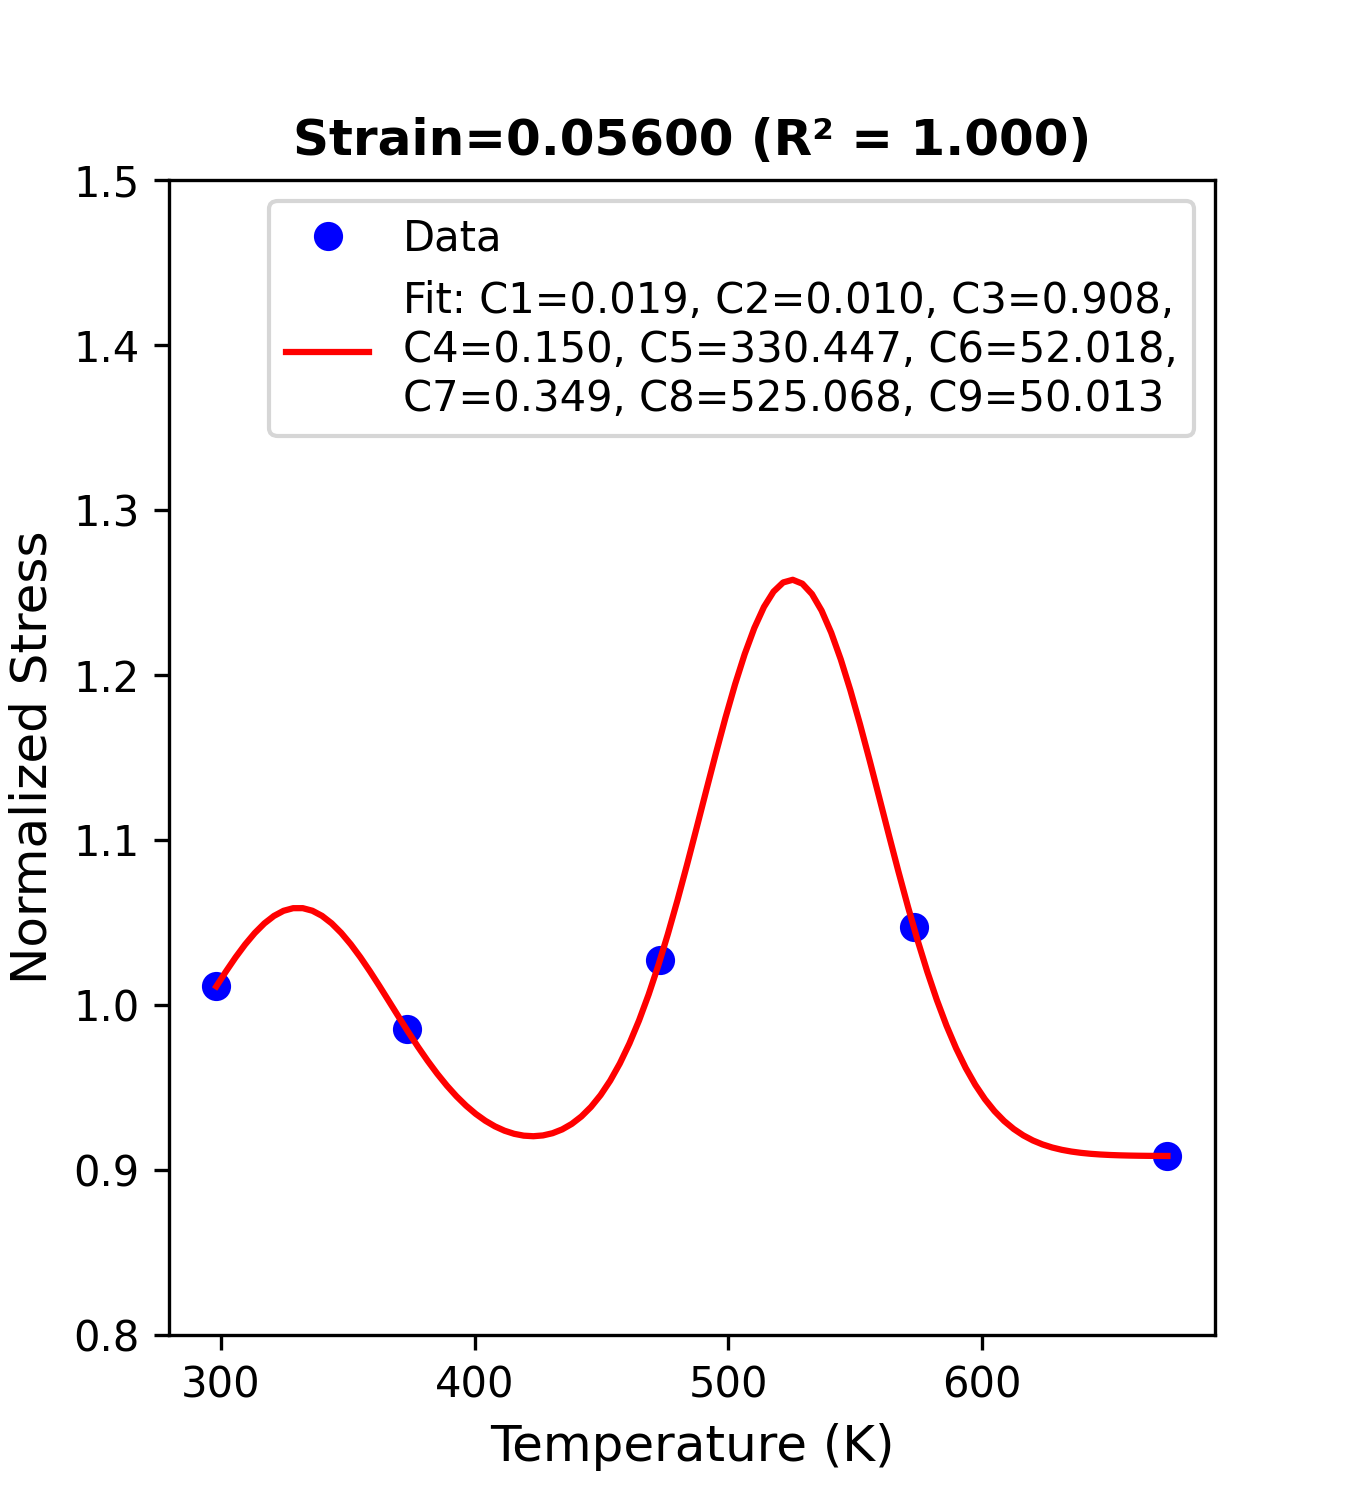 Strain=0.05600 (R² = 1.000)
Data
Fit: C1=0.019, C2=0.010, C3=0.908,
C4=0.150, C5=330.447, C6=52.018,
C7=0.349, C8=525.068, C9=50.013
1.5
1.4
1.3
1.2
1.1
1.0
0.9
0.8
Normalized Stress
300 400 500 600
Temperature (K)